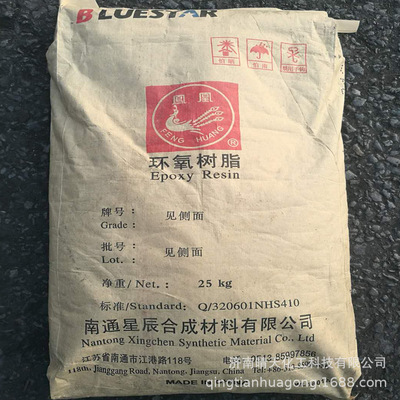 BLUESTAR
凤凰
FENG HUANG
®
环氧树脂
Epoxy Resin
牌号: 见侧面
Grade:
批号: 见侧面
Lot.:
净重/Net.: 25 kg
标准/Standard: Q/320601NHS410
南通星辰合成材料有限公司
Nantong Xingchen Synthetic Material Co., Ltd
江苏省南通市江港路118号
118th, Jianggang Road, Nantong, Jiangsu, China
MADE IN
qingtianhuagong.1688.com